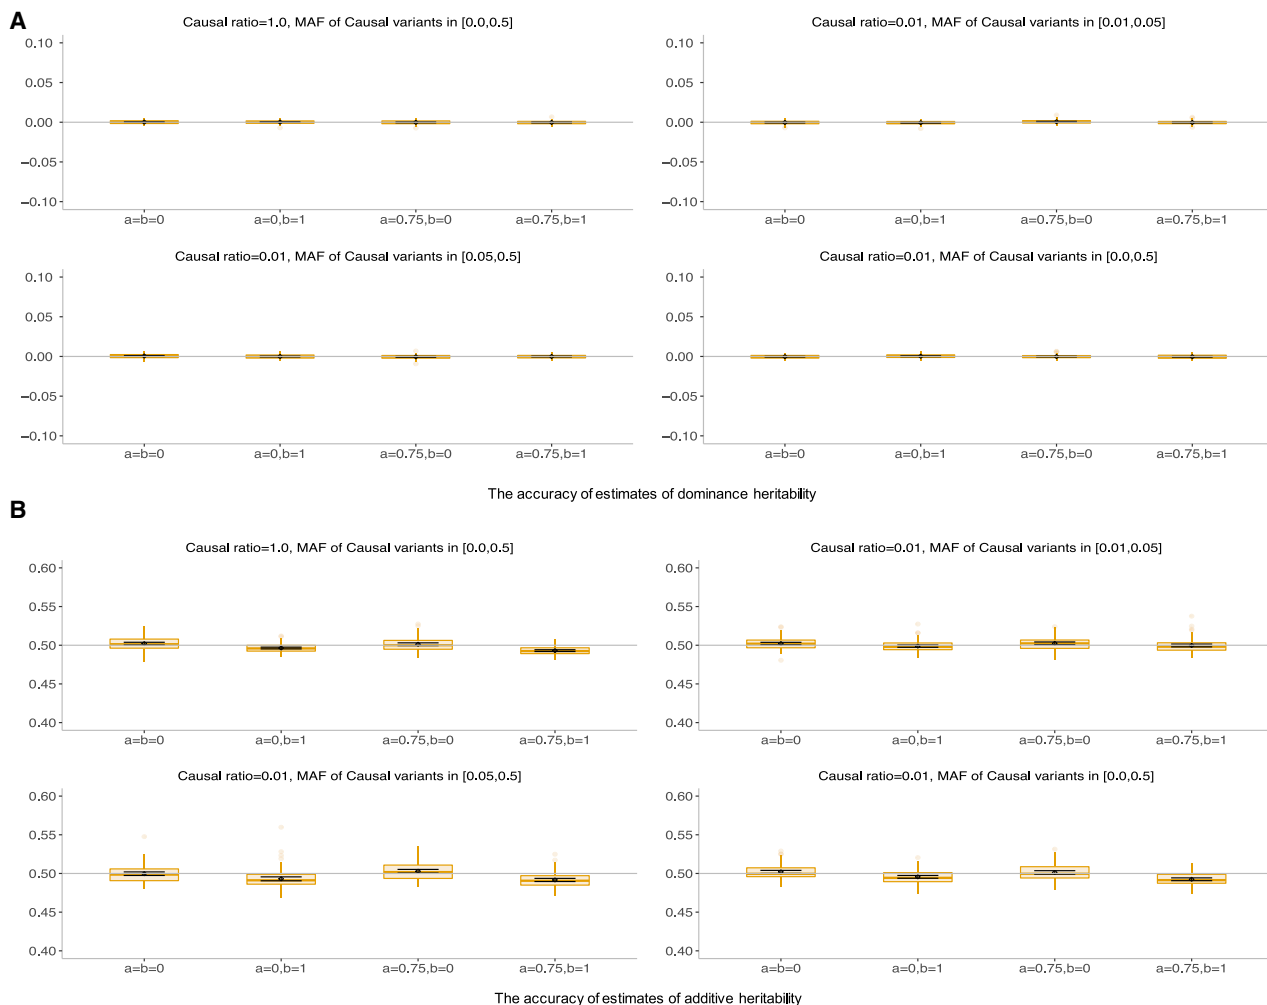 A
Causal ratio=1.0, MAF of Causal variants in [0.0,0.5]
0.10
0.05
0.00
−0.05
−0.10
a=b=0 a=0,b=1 a=0.75,b=0 a=0.75,b=1
Causal ratio=0.01, MAF of Causal variants in [0.01,0.05]
0.10
0.05
0.00
−0.05
−0.10
a=b=0 a=0,b=1 a=0.75,b=0 a=0.75,b=1
Causal ratio=0.01, MAF of Causal variants in [0.05,0.5]
0.10
0.05
0.00
−0.05
−0.10
a=b=0 a=0,b=1 a=0.75,b=0 a=0.75,b=1
Causal ratio=0.01, MAF of Causal variants in [0.0,0.5]
0.10
0.05
0.00
−0.05
−0.10
a=b=0 a=0,b=1 a=0.75,b=0 a=0.75,b=1
The accuracy of estimates of dominance heritability
B
Causal ratio=1.0, MAF of Causal variants in [0.0,0.5]
0.60
0.55
0.50
0.45
0.40
a=b=0 a=0,b=1 a=0.75,b=0 a=0.75,b=1
Causal ratio=0.01, MAF of Causal variants in [0.01,0.05]
0.60
0.55
0.50
0.45
0.40
a=b=0 a=0,b=1 a=0.75,b=0 a=0.75,b=1
Causal ratio=0.01, MAF of Causal variants in [0.05,0.5]
0.60
0.55
0.50
0.45
0.40
a=b=0 a=0,b=1 a=0.75,b=0 a=0.75,b=1
Causal ratio=0.01, MAF of Causal variants in [0.0,0.5]
0.60
0.55
0.50
0.45
0.40
a=b=0 a=0,b=1 a=0.75,b=0 a=0.75,b=1
The accuracy of estimates of additive heritability